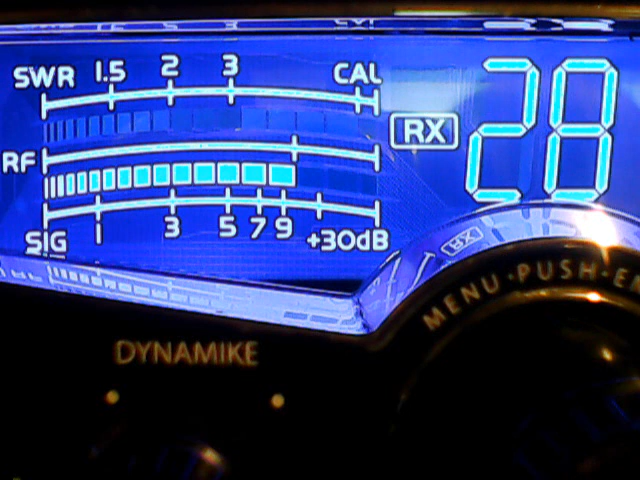 SWR 1.5 2 3 CAL
RX 28
RF
SIG 1 3 5 7 9 +30dB
RX
MENU·PUSH·E
DYNAMIKE